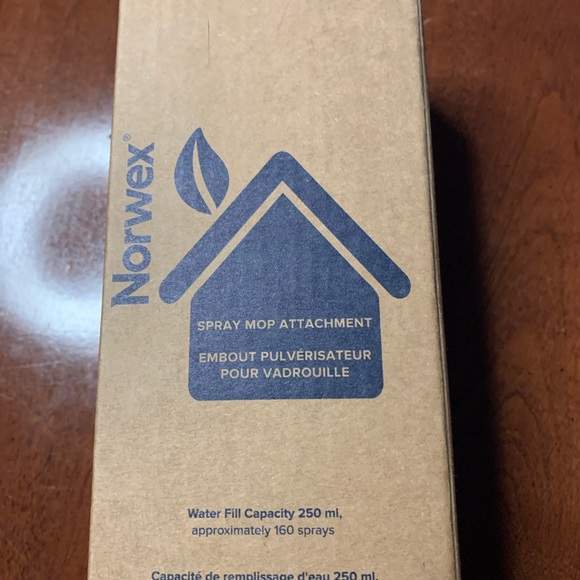 Norwex®
SPRAY MOP ATTACHMENT
EMBOUT PULVÉRISATEUR
POUR VADROUILLE
Water Fill Capacity 250 ml,
approximately 160 sprays
Capacité de remplissage d'eau 250 ml,